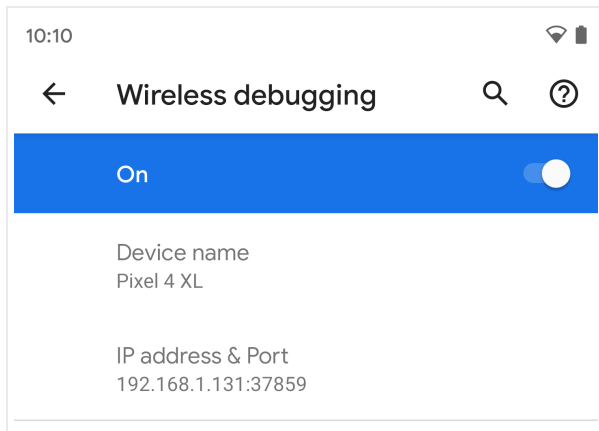 10:10
Wireless debugging
On
Device name
Pixel 4 XL
IP address & Port
192.168.1.131:37859